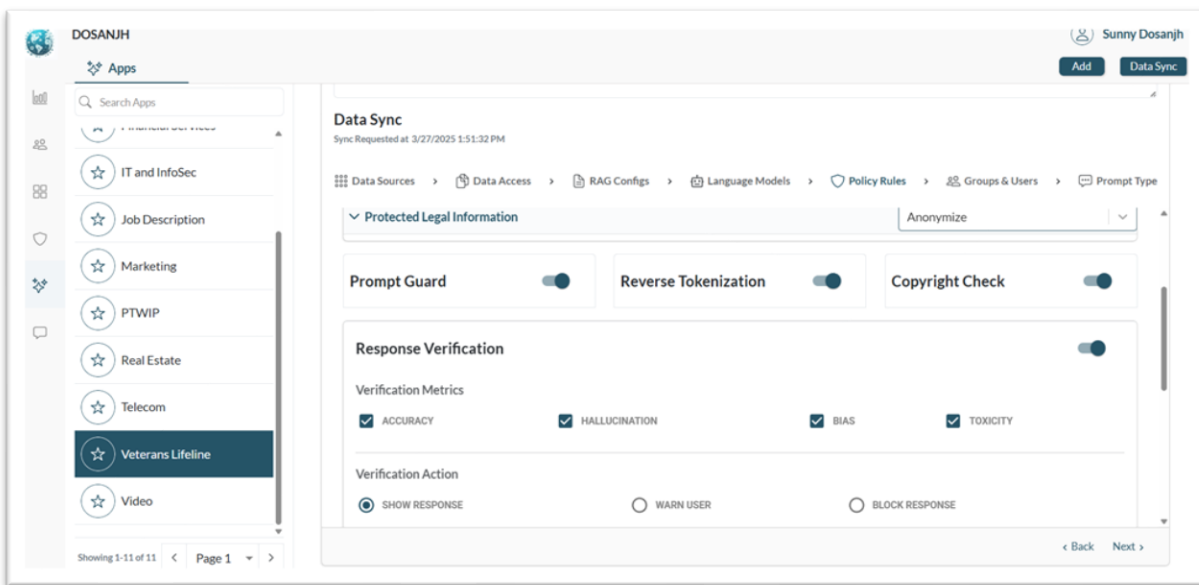 DOSANJH
Sunny Dosanjh
Apps
Add
Data Sync
Search Apps
Financial Services
IT and InfoSec
Job Description
Marketing
PTWIP
Real Estate
Telecom
Veterans Lifeline
Video
Showing 1-11 of 11
Page 1
Data Sync
Sync Requested at 3/27/2025 1:51:32 PM
Data Sources > Data Access > RAG Configs > Language Models > Policy Rules > Groups & Users > Prompt Type
Protected Legal Information
Anonymize
Prompt Guard
Reverse Tokenization
Copyright Check
Response Verification
Verification Metrics
ACCURACY HALLUCINATION BIAS TOXICITY
Verification Action
SHOW RESPONSE WARN USER BLOCK RESPONSE
< Back Next >